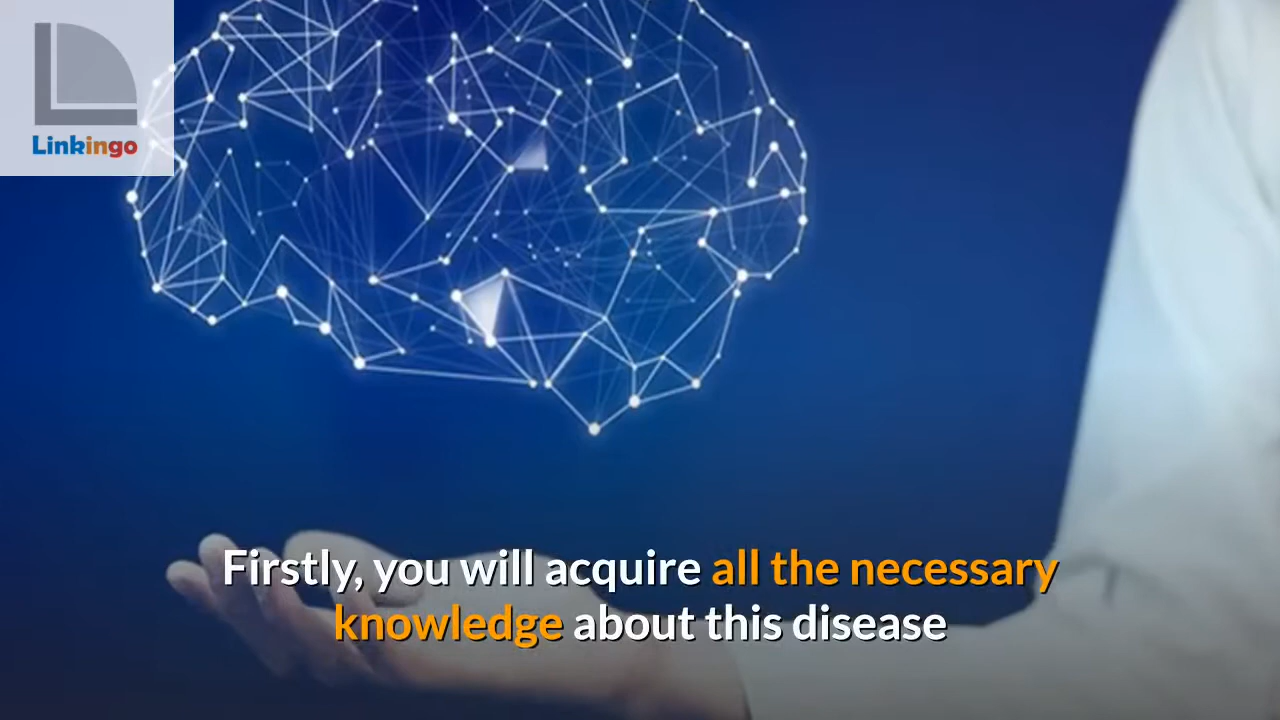 Linkingo
Firstly, you will acquire all the necessary
knowledge about this disease